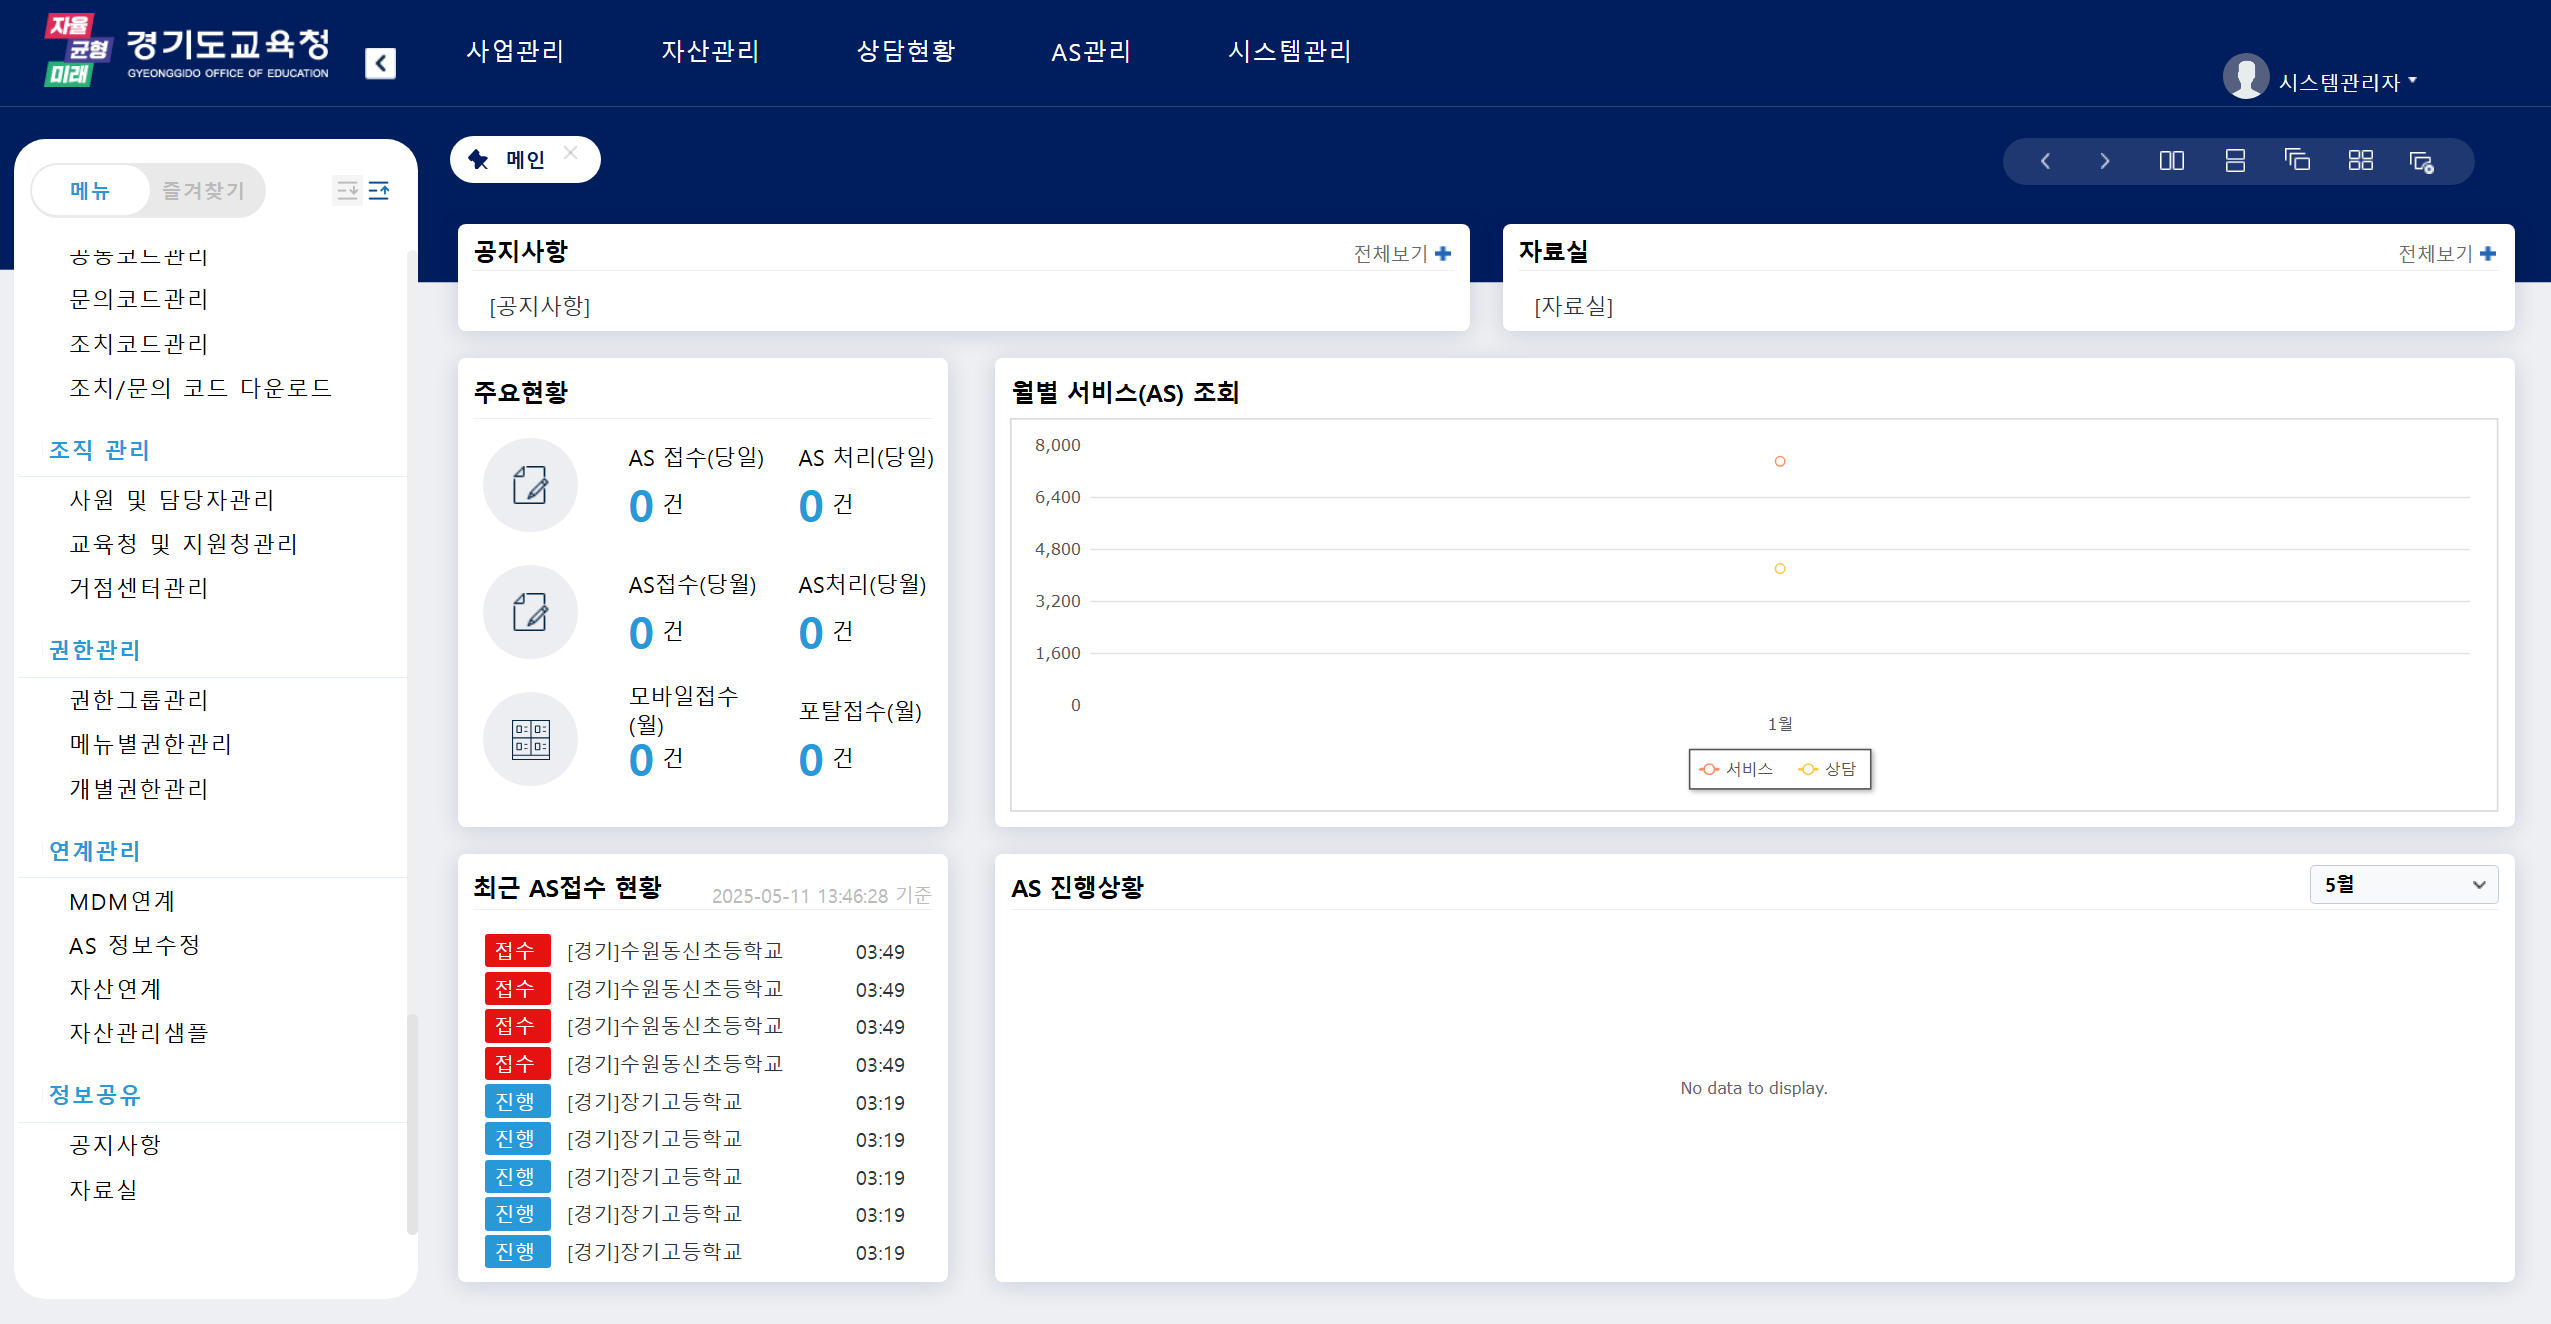 자율
균형
미래
경기도교육청
GYEONGGIDO OFFICE OF EDUCATION
사업관리
자산관리
상담현황
AS관리
시스템관리
시스템관리자
메뉴
즐겨찾기
메인
공통코드관리
문의코드관리
조치코드관리
조치/문의 코드 다운로드
조직 관리
사원 및 담당자관리
교육청 및 지원청관리
거점센터관리
권한관리
권한그룹관리
메뉴별권한관리
개별권한관리
연계관리
MDM연계
AS 정보수정
자산연계
자산관리샘플
정보공유
공지사항
자료실
공지사항
전체보기
[공지사항]
자료실
전체보기
[자료실]
주요현황
AS 접수(당일)
0 건
AS 처리(당일)
0 건
AS접수(당월)
0 건
AS처리(당월)
0 건
모바일접수
(월)
0 건
포탈접수(월)
0 건
월별 서비스(AS) 조회
8,000
6,400
4,800
3,200
1,600
0
1월
서비스 상담
최근 AS접수 현황
2025-05-11 13:46:28 기준
접수 [경기]수원동신초등학교 03:49
접수 [경기]수원동신초등학교 03:49
접수 [경기]수원동신초등학교 03:49
접수 [경기]수원동신초등학교 03:49
진행 [경기]장기고등학교 03:19
진행 [경기]장기고등학교 03:19
진행 [경기]장기고등학교 03:19
진행 [경기]장기고등학교 03:19
진행 [경기]장기고등학교 03:19
AS 진행상황
5월
No data to display.